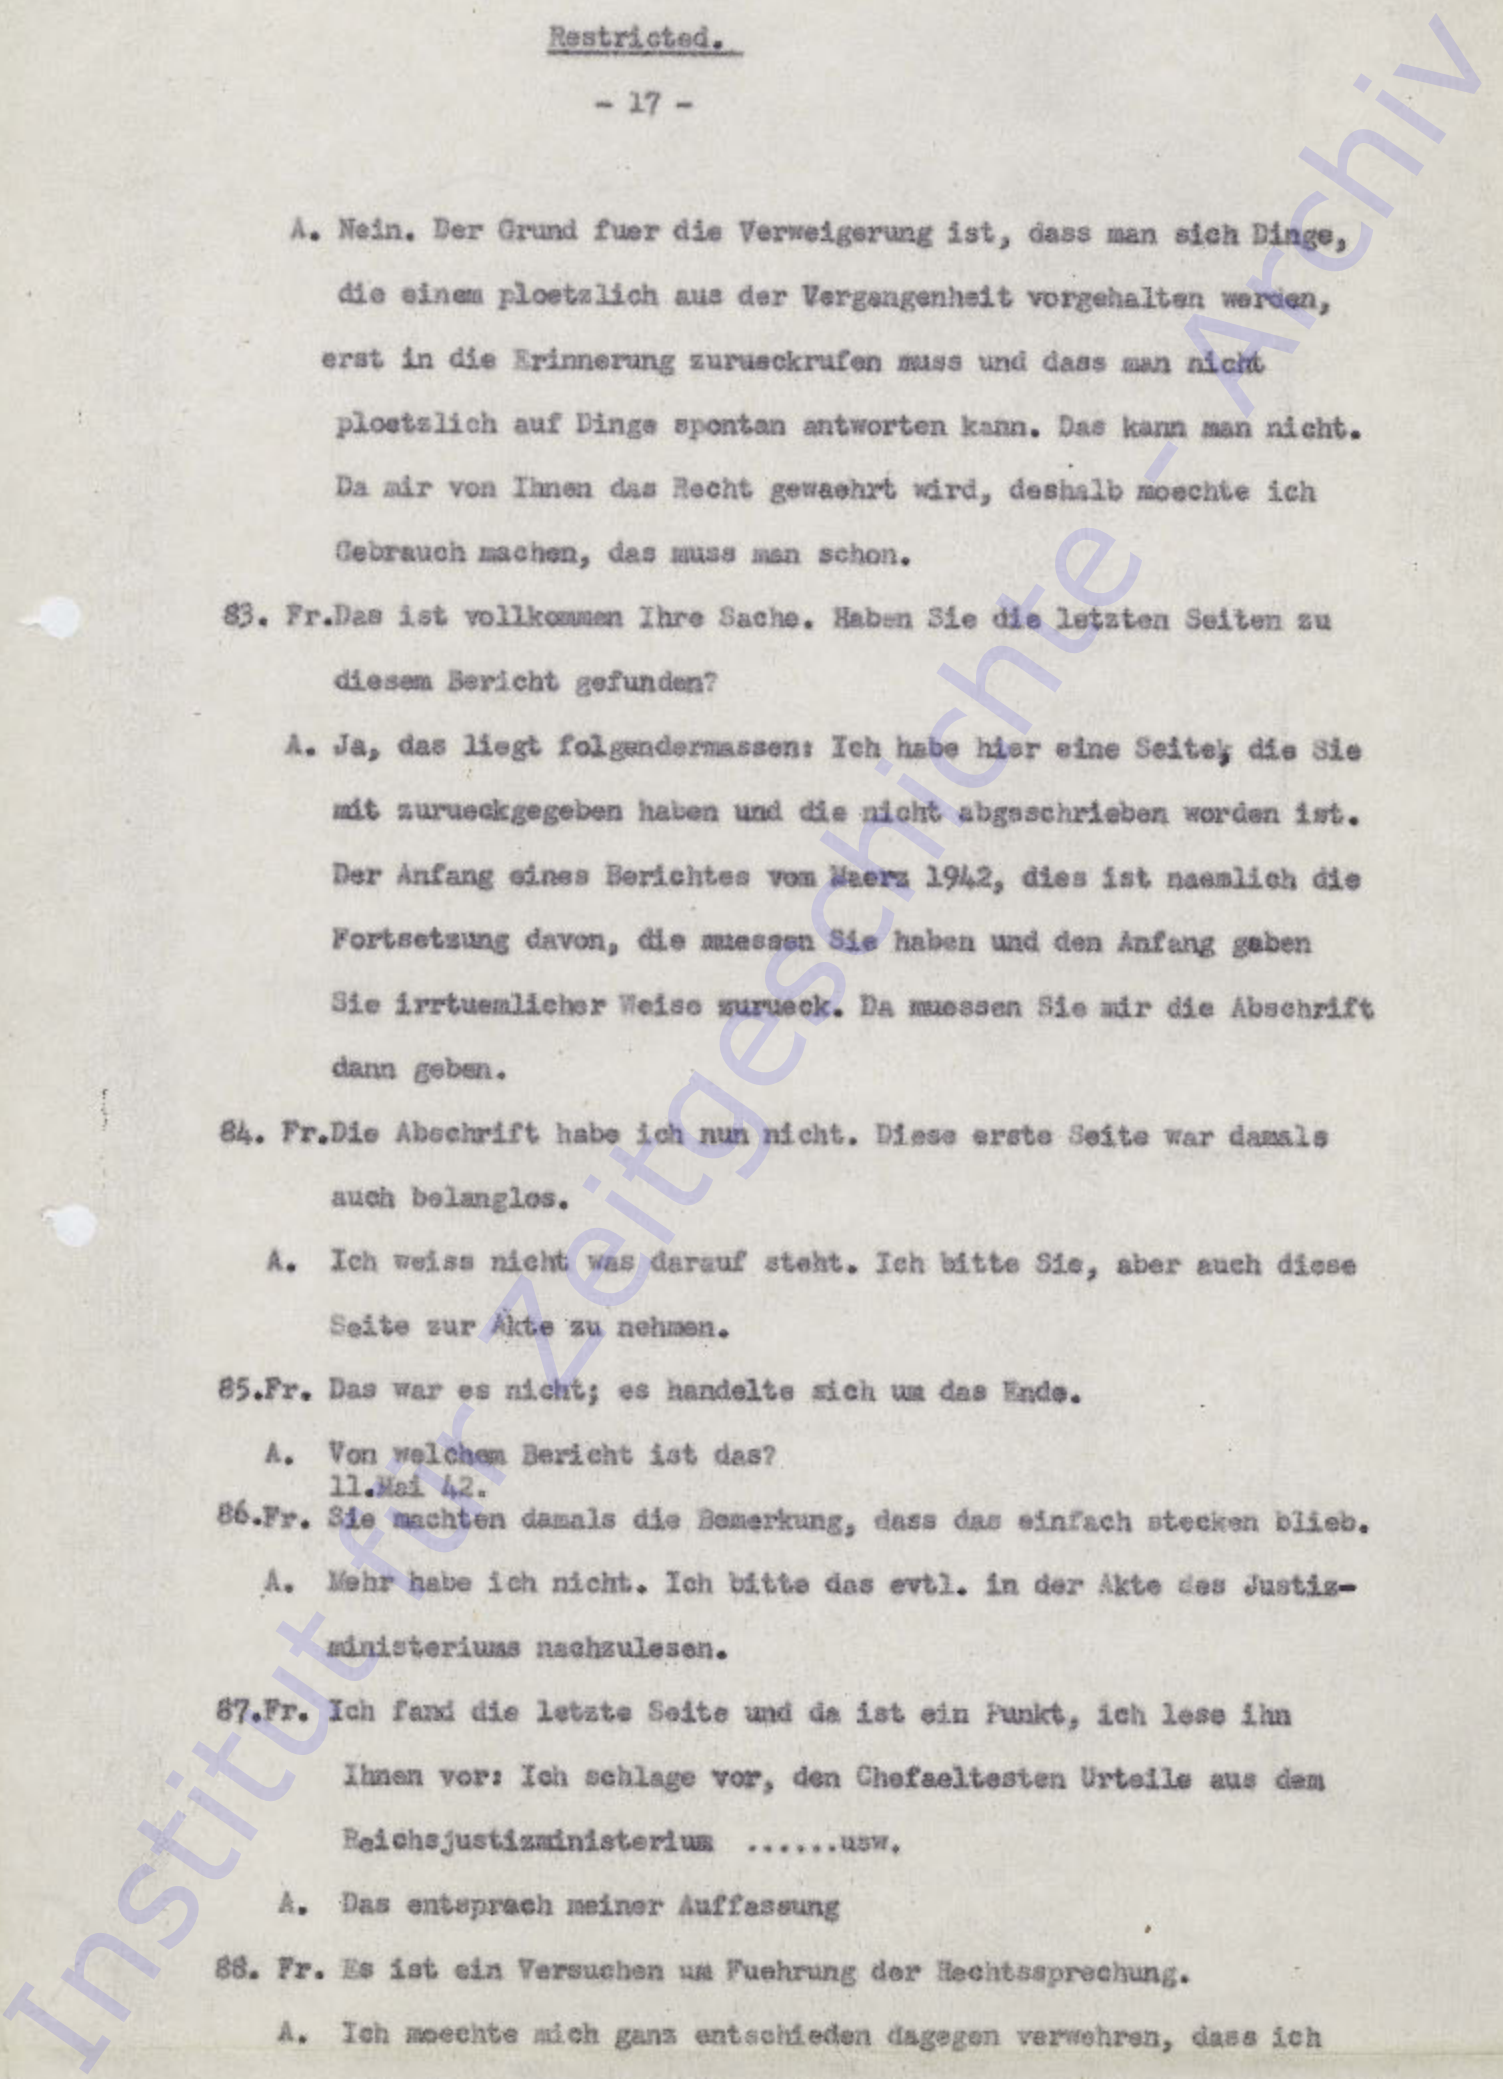 Restricted.
- 17 -
A. Nein. Der Grund fuer die Verweigerung ist, dass man sich Dinge,
die einem ploetzlich aus der Vergangenheit vorgehalten werden,
erst in die Erinnerung zurueckrufen muss und dass man nicht
ploetzlich auf Dinge spontan antworten kann. Das kann man nicht.
Da mir von Ihnen das Recht gewaehrt wird, deshalb moechte ich
Gebrauch machen, das muss man schon.
83. Fr.Das ist vollkommen Ihre Sache. Haben Sie die letzten Seiten zu
diesem Bericht gefunden?
A. Ja, das liegt folgendermassen: Ich habe hier eine Seite, die Sie
mit zurueckgegeben haben und die nicht abgeschrieben worden ist.
Der Anfang eines Berichtes vom Maerz 1942, dies ist naemlich die
Fortsetzung davon, die muessen Sie haben und den Anfang gaben
Sie irrtuemlicher Weise zurueck. Da muessen Sie mir die Abschrift
dann geben.
84. Fr.Die Abschrift habe ich nun nicht. Diese erste Seite war damals
auch belanglos.
A. Ich weiss nicht was darauf steht. Ich bitte Sie, aber auch diese
Seite zur Akte zu nehmen.
85.Fr. Das war es nicht; es handelte sich um das Ende.
A. Von welchem Bericht ist das?
11.Mai 42.
86.Fr. Sie machten damals die Bemerkung, dass das einfach stecken blieb.
A. Mehr habe ich nicht. Ich bitte das evtl. in der Akte des Justiz-
ministeriums nachzulesen.
87.Fr. Ich fand die letzte Seite und da ist ein Punkt, ich lese ihn
Ihnen vor: Ich schlage vor, den Chefaeltesten Urteile aus dem
Reichsjustizministerium ......usw.
A. Das entsprach meiner Auffassung
88. Fr. Es ist ein Versuchen um Fuehrung der Rechtssprechung.
A. Ich moechte mich ganz entschieden dagegen verwehren, dass ich
Institut für Zeitgeschichte - Archiv